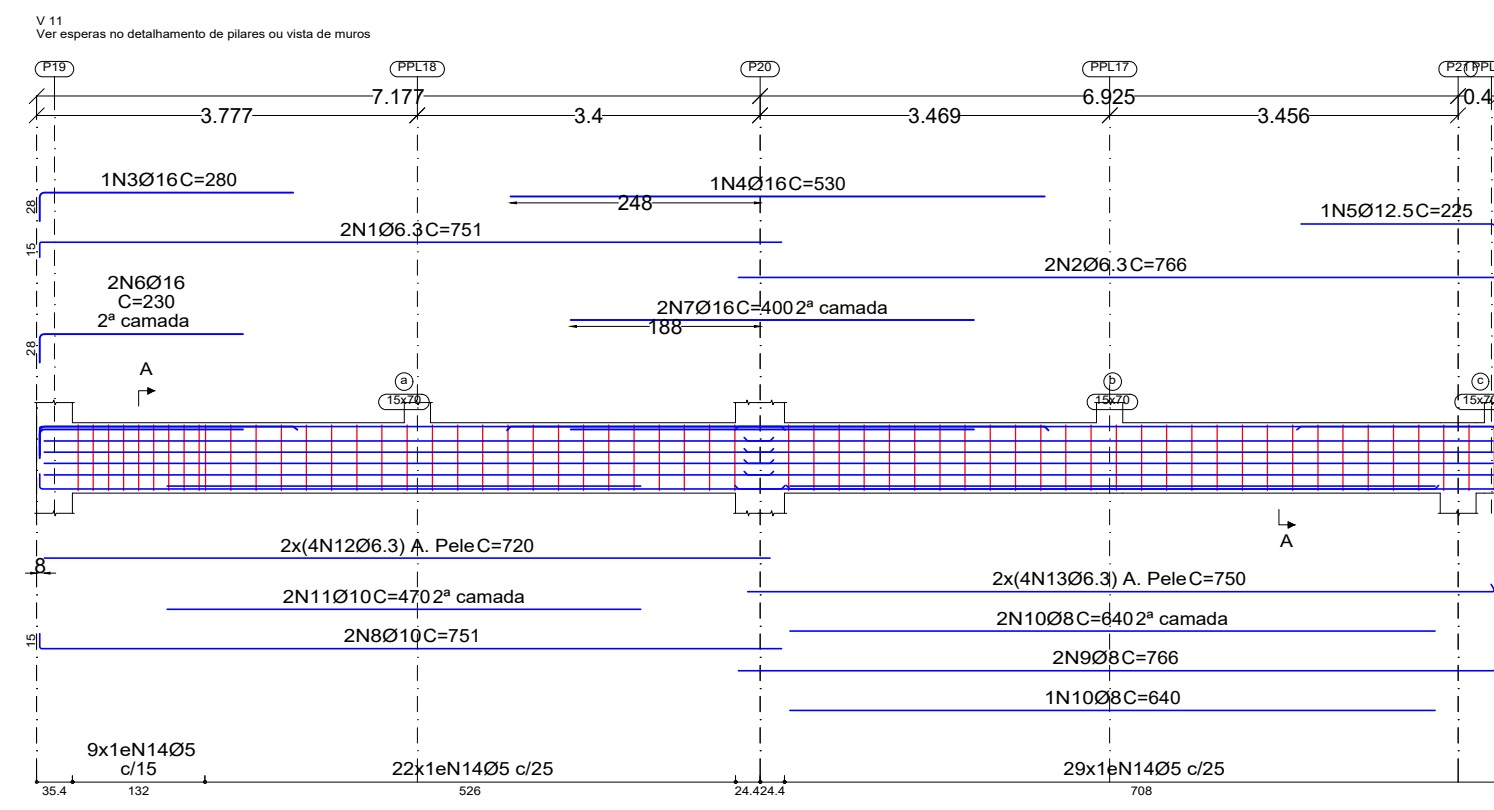 V 11
Ver esperas no detalhamento de pilares ou vista de muros
P19 PPL18 P20 PPL17 P21 PPL
7.177 6.925 0.4
3.777 3.4 3.469 3.456
1N3Ø16C=280
28
1N4Ø16C=530
248
1N5Ø12.5C=225
2N1Ø6.3C=751
15
2N2Ø6.3C=766
2N6Ø16
C=230
2ª camada
28
2N7Ø16C=400 2ª camada
188
A
a b c
15x70 15x70 15x70
A
2x(4N12Ø6.3) A. Pele C=720
8
2x(4N13Ø6.3) A. Pele C=750
2N11Ø10C=470 2ª camada
2N10Ø8C=640 2ª camada
2N8Ø10C=751
15
2N9Ø8C=766
1N10Ø8C=640
9x1eN14Ø5
c/15
22x1eN14Ø5 c/25
29x1eN14Ø5 c/25
35.4 132 526 24.4 24.4 708